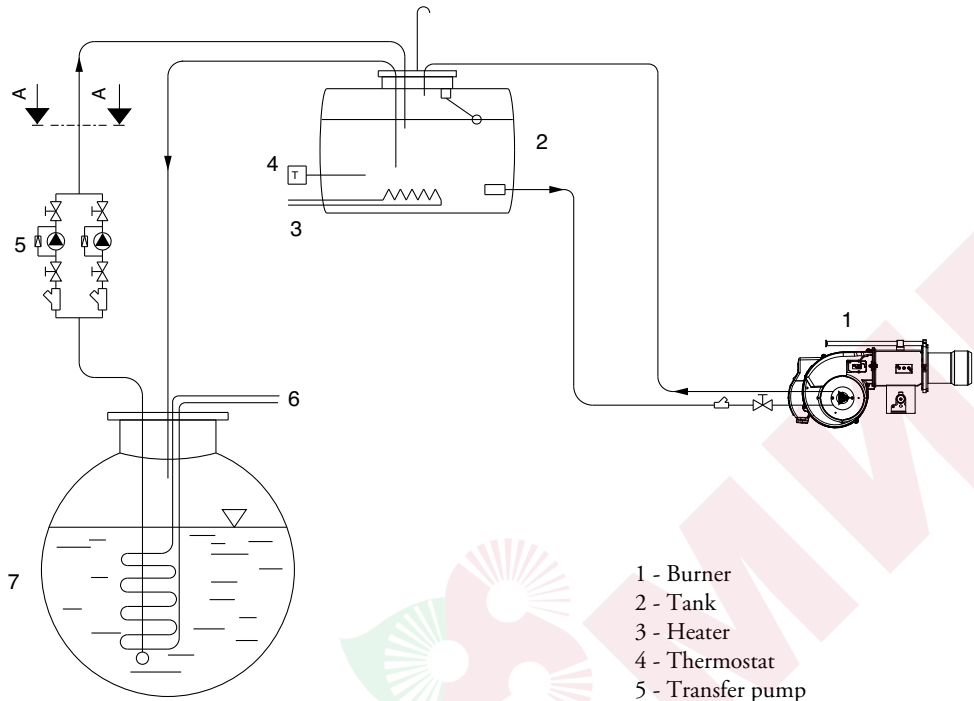 A A
2
4 T
3
5
1
6
7
1 - Burner
2 - Tank
3 - Heater
4 - Thermostat
5 - Transfer pump